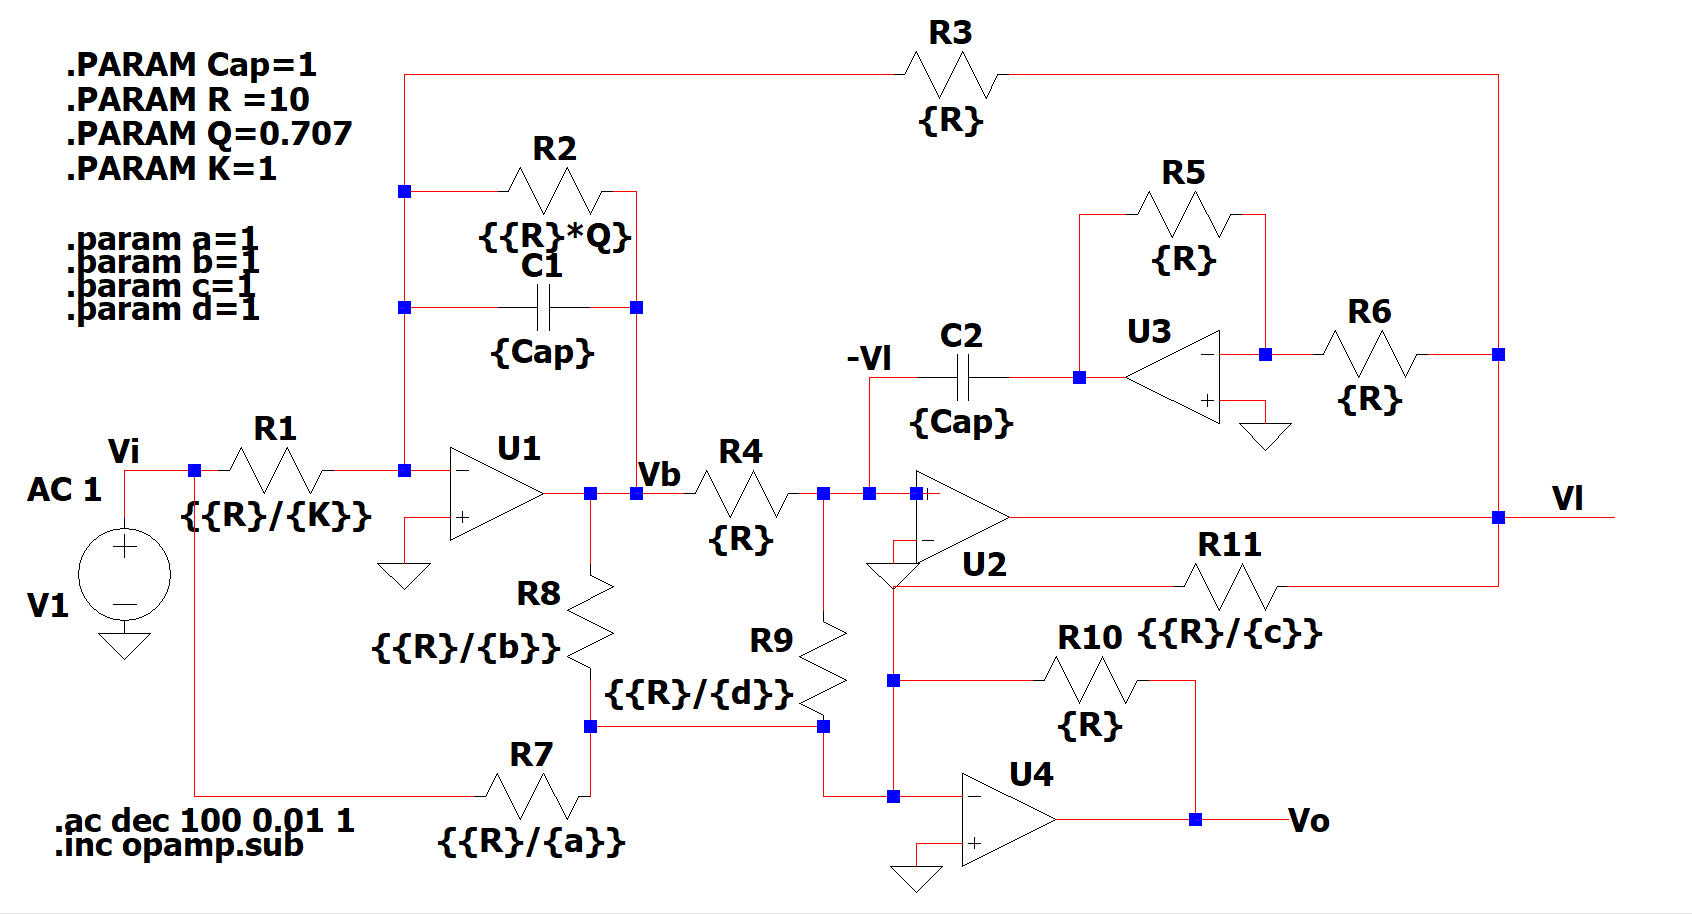 .PARAM Cap=1
.PARAM R =10
.PARAM Q=0.707
.PARAM K=1
.param a=1
.param b=1
.param c=1
.param d=1
R3
{R}
R2
{{R}*Q}
C1
{Cap}
R5
{R}
R6
{R}
U3
C2
-Vl
{Cap}
Vi
R1
{{R}/{K}}
AC 1
V1
U1
Vb
R4
{R}
U2
Vl
R11
{{R}/{c}}
R8
{{R}/{b}}
R9
{{R}/{d}}
R10
{R}
R7
{{R}/{a}}
U4
Vo
.ac dec 100 0.01 1
.inc opamp.sub